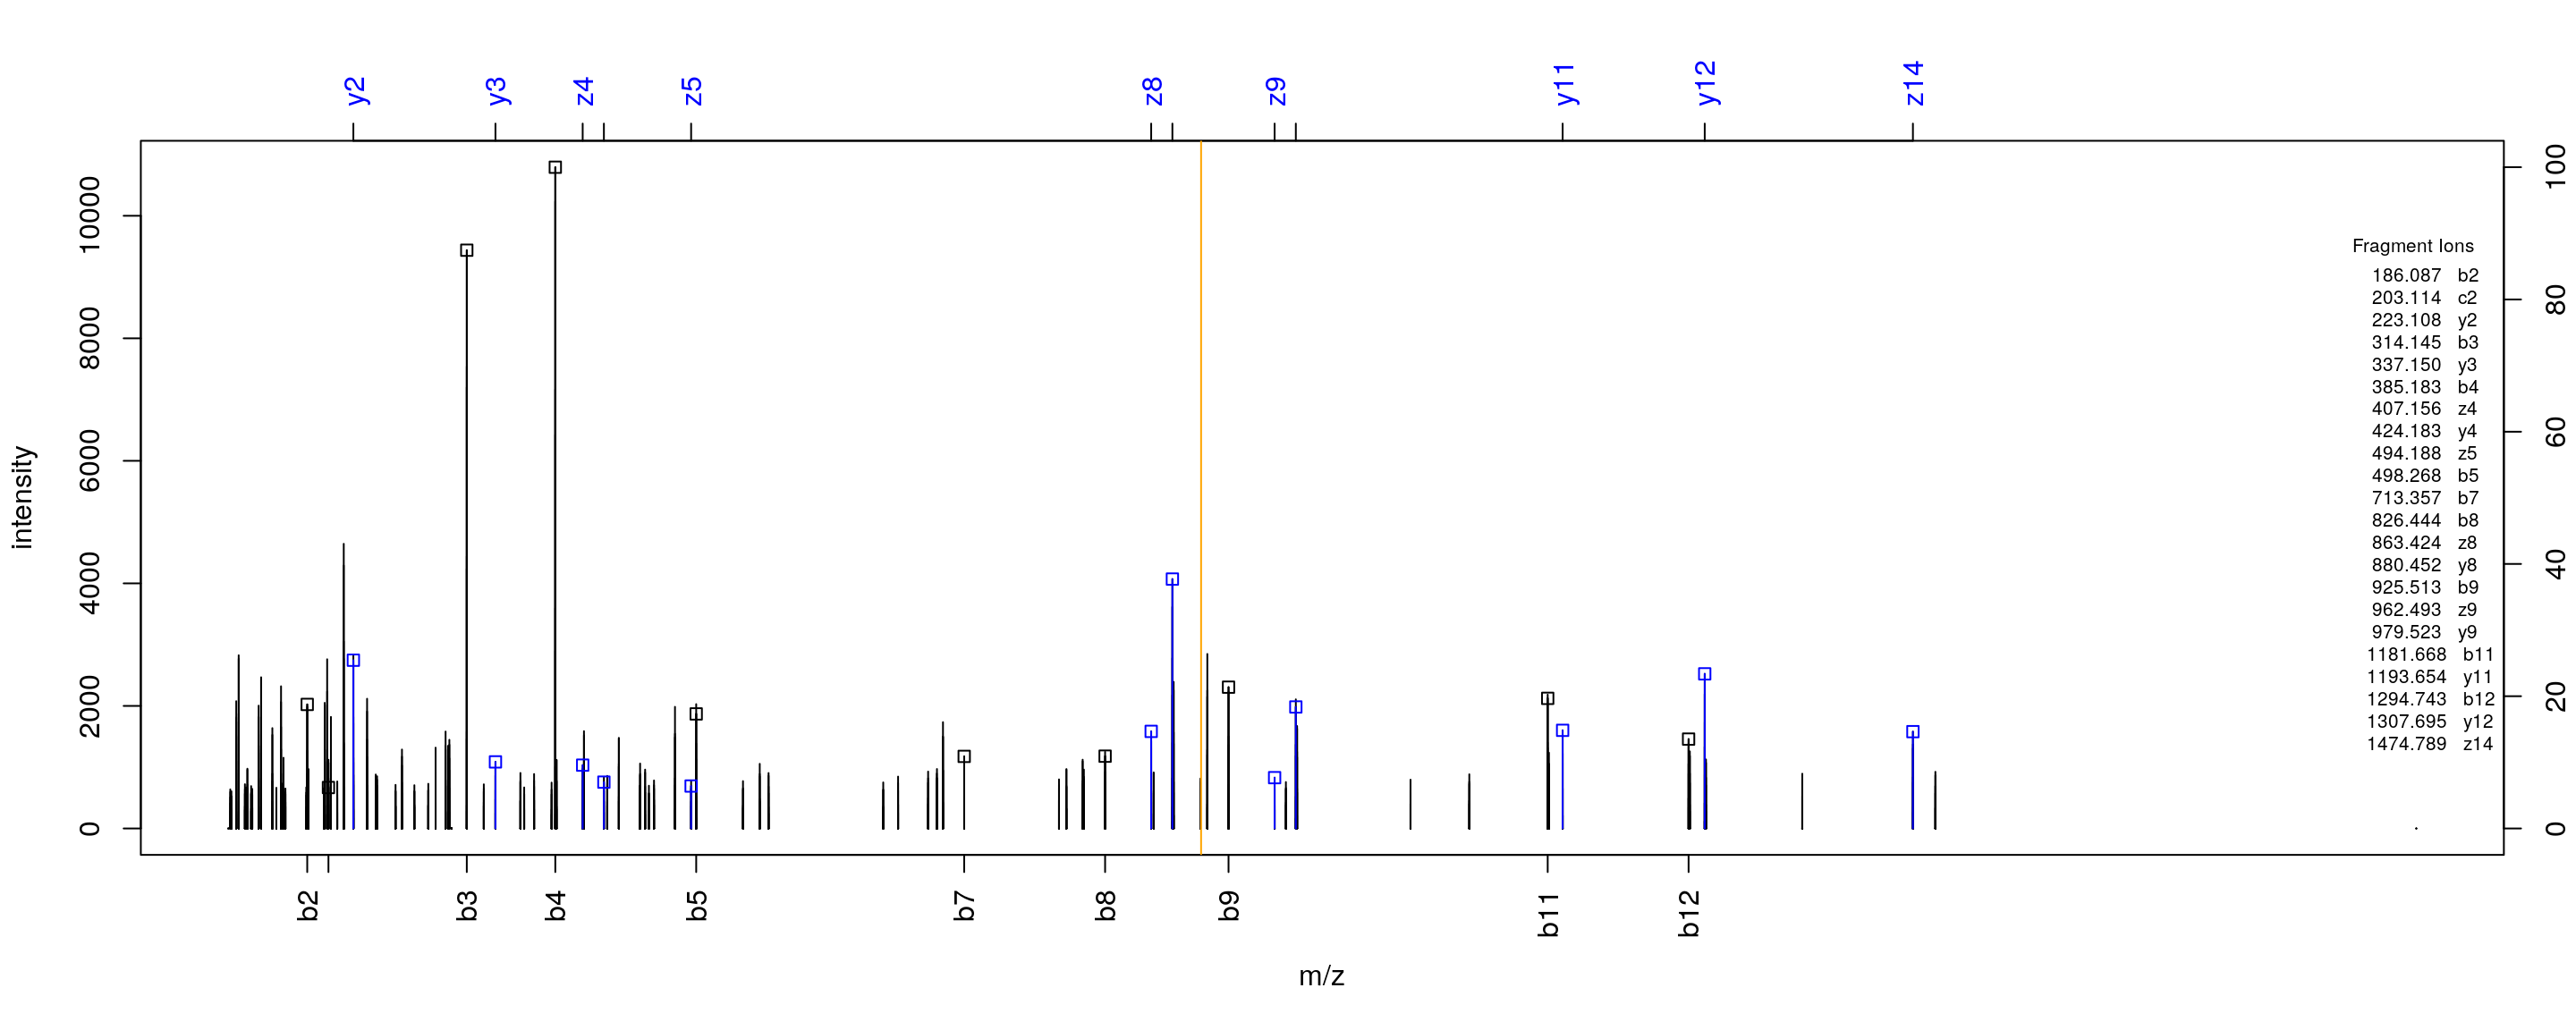 y2 y3 z4 z5 z8 z9 y11 y12 z14
10000
8000
6000
4000
2000
0
intensity
100
80
60
40
20
0
Fragment Ions
186.087 b2
203.114 c2
223.108 y2
314.145 b3
337.150 y3
385.183 b4
407.156 z4
424.183 y4
494.188 z5
498.268 b5
713.357 b7
826.444 b8
863.424 z8
880.452 y8
925.513 b9
962.493 z9
979.523 y9
1181.668 b11
1193.654 y11
1294.743 b12
1307.695 y12
1474.789 z14
b2 b3 b4 b5 b7 b8 b9 b11 b12
m/z